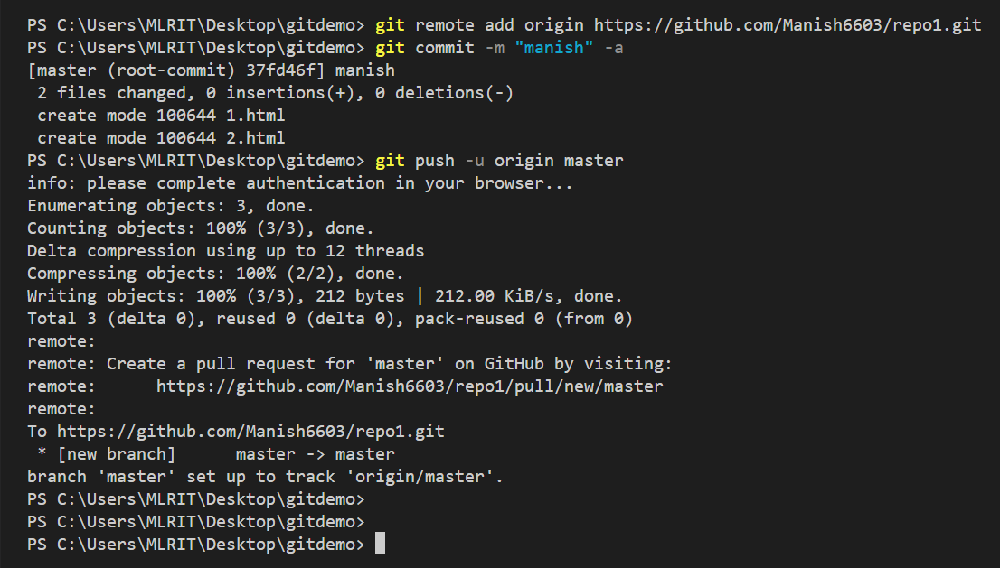 PS C:\Users\MLRIT\Desktop\gitdemo> git remote add origin https://github.com/Manish6603/repo1.git
PS C:\Users\MLRIT\Desktop\gitdemo> git commit -m "manish" -a
[master (root-commit) 37fd46f] manish
 2 files changed, 0 insertions(+), 0 deletions(-)
 create mode 100644 1.html
 create mode 100644 2.html
PS C:\Users\MLRIT\Desktop\gitdemo> git push -u origin master
info: please complete authentication in your browser...
Enumerating objects: 3, done.
Counting objects: 100% (3/3), done.
Delta compression using up to 12 threads
Compressing objects: 100% (2/2), done.
Writing objects: 100% (3/3), 212 bytes | 212.00 KiB/s, done.
Total 3 (delta 0), reused 0 (delta 0), pack-reused 0 (from 0)
remote:
remote: Create a pull request for 'master' on GitHub by visiting:
remote:      https://github.com/Manish6603/repo1/pull/new/master
remote:
To https://github.com/Manish6603/repo1.git
 * [new branch]      master -> master
branch 'master' set up to track 'origin/master'.
PS C:\Users\MLRIT\Desktop\gitdemo>
PS C:\Users\MLRIT\Desktop\gitdemo>
PS C:\Users\MLRIT\Desktop\gitdemo>